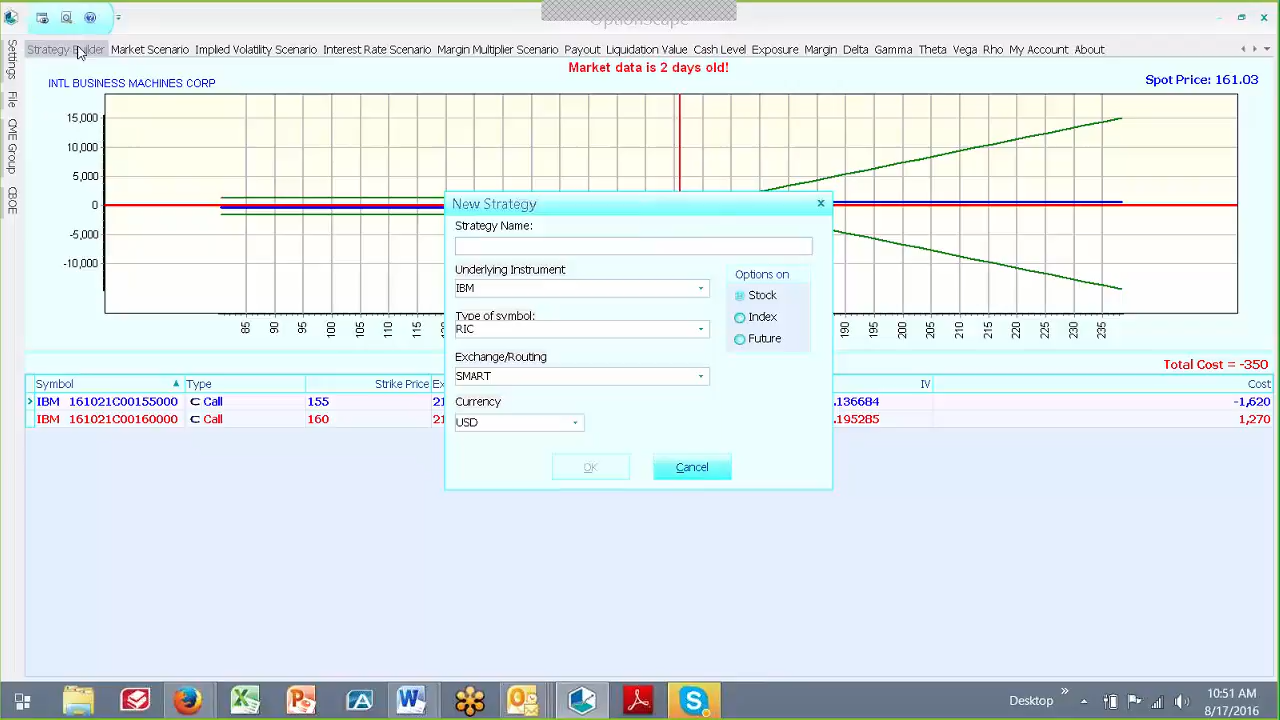 OptionScape
Strategy Builder Market Scenario Implied Volatility Scenario Interest Rate Scenario Margin Multiplier Scenario Payout Liquidation Value Cash Level Exposure Margin Delta Gamma Theta Vega Rho My Account About
Settings
File
CME Group
CBOE
Market data is 2 days old!
INTL BUSINESS MACHINES CORP
Spot Price: 161.03
15,000
10,000
5,000
0
-5,000
-10,000
85 90 95 100 105 110 115 190 195 200 205 210 215 220 225 230 235
New Strategy
Strategy Name:
Underlying Instrument
IBM
Type of symbol:
RIC
Exchange/Routing
SMART
Currency
USD
Options on
Stock
Index
Future
OK
Cancel
Total Cost = -350
Symbol Type Strike Price IV Cost
IBM 161021C00155000 C Call 155 .136684 -1,620
IBM 161021C00160000 C Call 160 .195285 1,270
Desktop
10:51 AM
8/17/2016